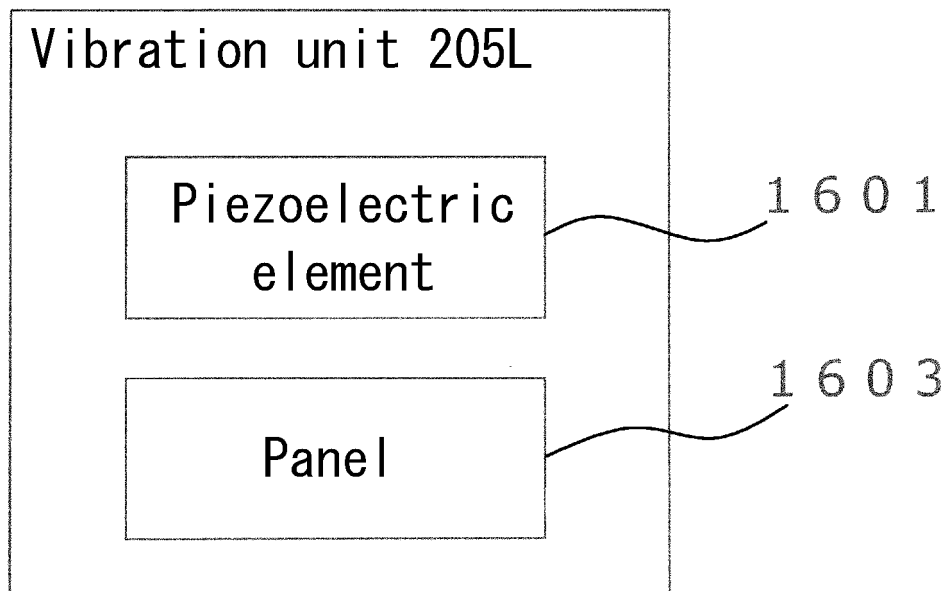 Vibration unit 205L
Piezoelectric
element
1601
Panel
1603